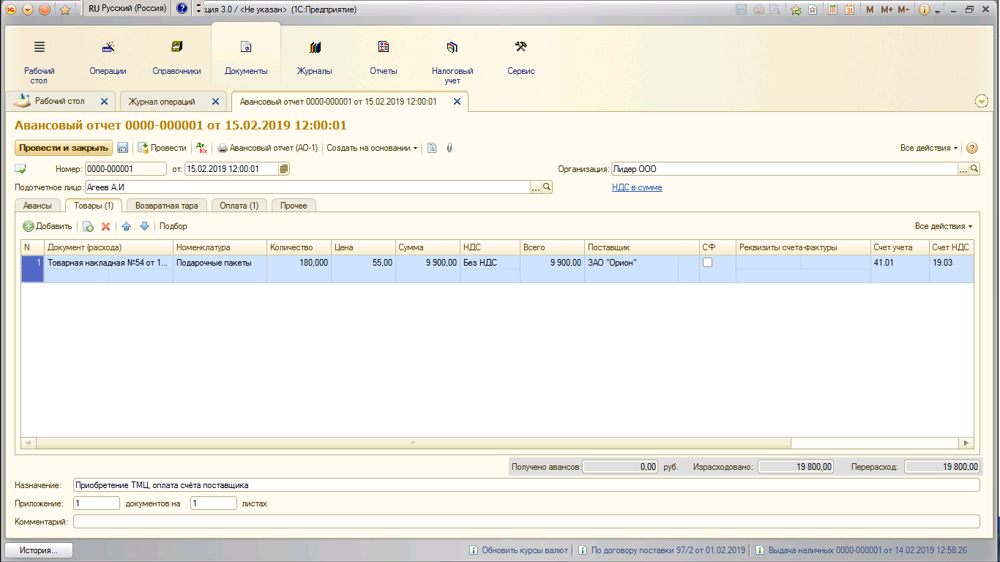 RU Русский (Россия)
ция 3.0 / <Не указан> (1С:Предприятие)
M M+ M-
Рабочий стол
Операции
Справочники
Документы
Журналы
Отчеты
Налоговый учет
Сервис
Рабочий стол
Журнал операций
Авансовый отчет 0000-000001 от 15.02.2019 12:00:01
Авансовый отчет 0000-000001 от 15.02.2019 12:00:01
Провести и закрыть Провести Дт Кт Авансовый отчет (АО-1) Создать на основании Все действия ?
Номер: 0000-000001 от: 15.02.2019 12:00:01 Организация: Лидер ООО ...
Подотчетное лицо: Агеев А.И ... НДС в сумме
Авансы Товары (1) Возвратная тара Оплата (1) Прочее
Добавить Подбор Все действия
N Документ (расхода) Номенклатура Количество Цена Сумма НДС Всего Поставщик СФ Реквизиты счета-фактуры Счет учета Счет НДС
1 Товарная накладная №54 от 1... Подарочные пакеты 180,000 55,00 9 900,00 Без НДС 9 900,00 ЗАО "Орион" 41.01 19.03
Получено авансов: 0,00 руб. Израсходовано: 19 800,00 Перерасход: 19 800,00
Назначение: Приобретение ТМЦ, оплата счёта поставщика
Приложение: 1 документов на 1 листах
Комментарий:
История... Обновить курсы валют По договору поставки 97/2 от 01.02.2019 Выдача наличных 0000-000001 от 14.02.2019 12:58:26